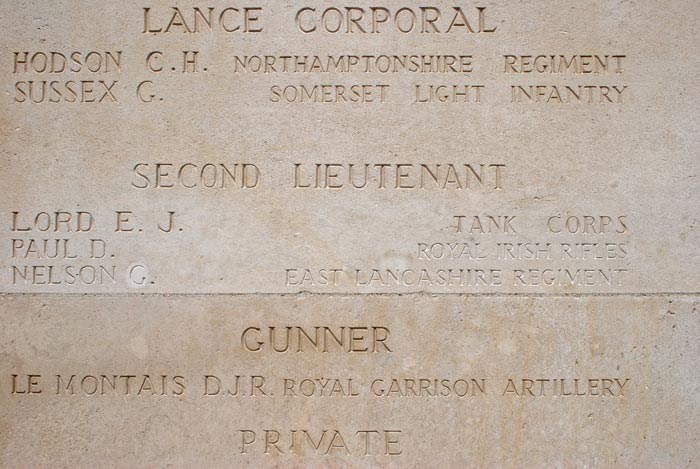 LANCE CORPORAL
HODSON C.H. NORTHAMPTONSHIRE REGIMENT
SUSSEX G. SOMERSET LIGHT INFANTRY
SECOND LIEUTENANT
LORD E. J. TANK CORPS
PAUL D. ROYAL IRISH RIFLES
NELSON G. EAST LANCASHIRE REGIMENT
GUNNER
LE MONTAIS D.J.R. ROYAL GARRISON ARTILLERY
PRIVATE